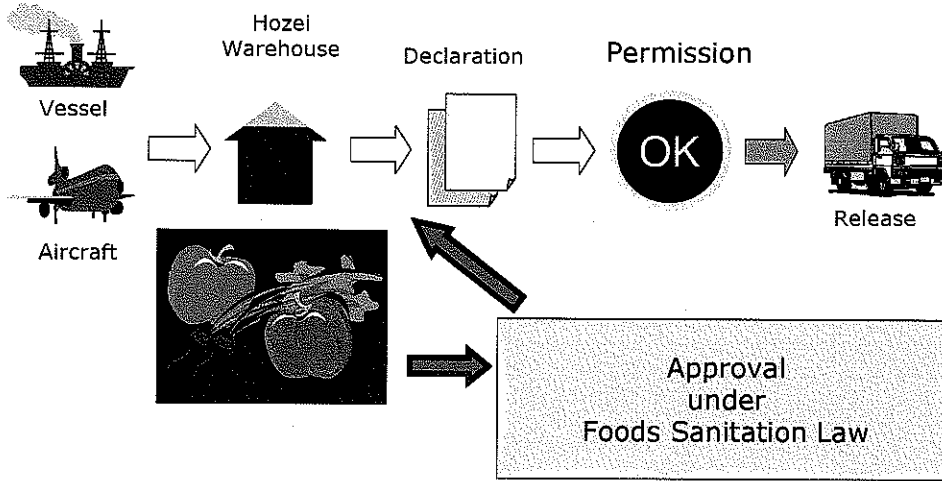 Vessel
Aircraft
Hozei
Warehouse
Declaration
Permission
OK
Release
Approval
under
Foods Sanitation Law